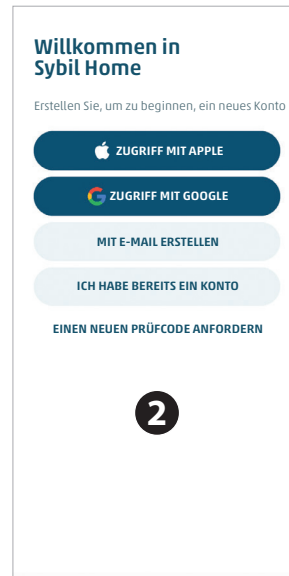 Willkommen in
Sybil Home
Erstellen Sie, um zu beginnen, ein neues Konto
ZUGRIFF MIT APPLE
ZUGRIFF MIT GOOGLE
MIT E-MAIL ERSTELLEN
ICH HABE BEREITS EIN KONTO
EINEN NEUEN PRÜFCODE ANFORDERN
2